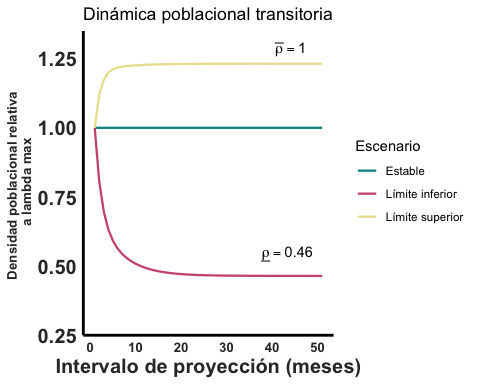 Dinámica poblacional transitoria
Densidad poblacional relativa
a lambda max
1.25
1.00
0.75
0.50
0.25
ρ̅ = 1
ρ̲ = 0.46
0 10 20 30 40 50
Intervalo de proyección (meses)
Escenario
Estable
Límite inferior
Límite superior